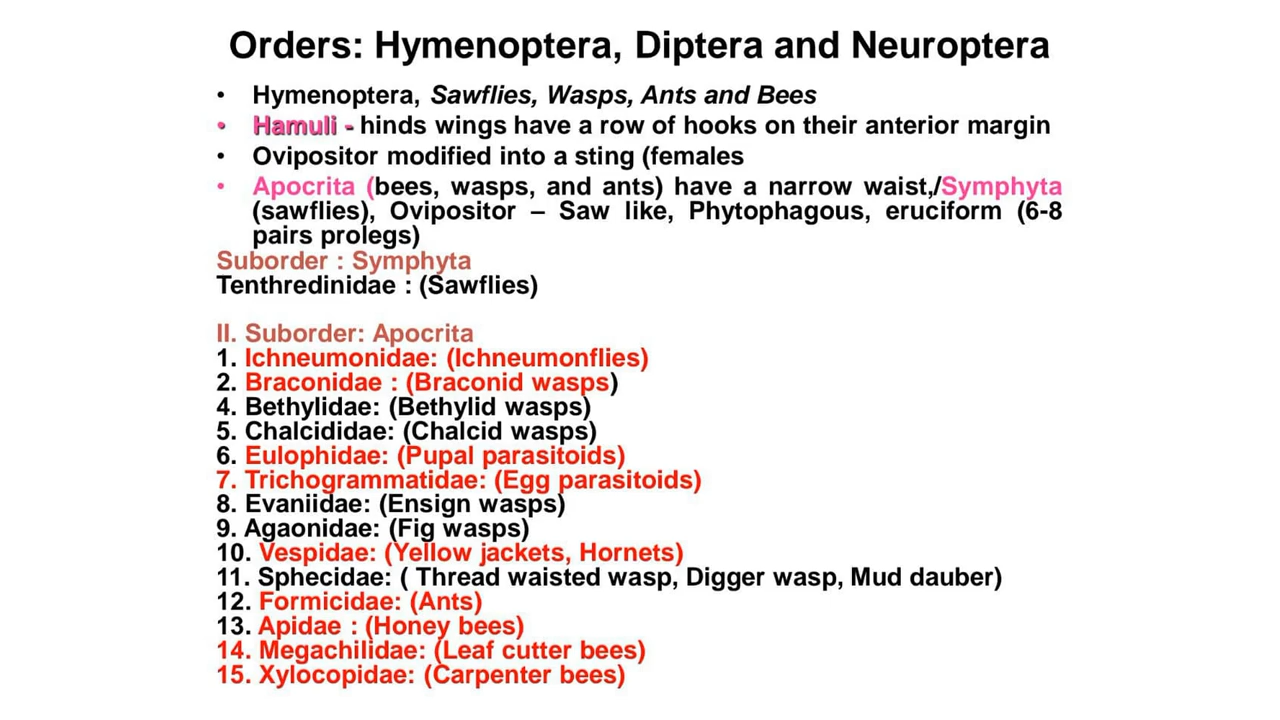 Orders: Hymenoptera, Diptera and Neuroptera
• Hymenoptera, Sawflies, Wasps, Ants and Bees
• Hamuli - hinds wings have a row of hooks on their anterior margin
• Ovipositor modified into a sting (females
• Apocrita (bees, wasps, and ants) have a narrow waist,/Symphyta
(sawflies), Ovipositor – Saw like, Phytophagous, eruciform (6-8
pairs prolegs)
Suborder : Symphyta
Tenthredinidae : (Sawflies)
II. Suborder: Apocrita
1. Ichneumonidae: (Ichneumonflies)
2. Braconidae : (Braconid wasps)
4. Bethylidae: (Bethylid wasps)
5. Chalcididae: (Chalcid wasps)
6. Eulophidae: (Pupal parasitoids)
7. Trichogrammatidae: (Egg parasitoids)
8. Evaniidae: (Ensign wasps)
9. Agaonidae: (Fig wasps)
10. Vespidae: (Yellow jackets, Hornets)
11. Sphecidae: ( Thread waisted wasp, Digger wasp, Mud dauber)
12. Formicidae: (Ants)
13. Apidae : (Honey bees)
14. Megachilidae: (Leaf cutter bees)
15. Xylocopidae: (Carpenter bees)